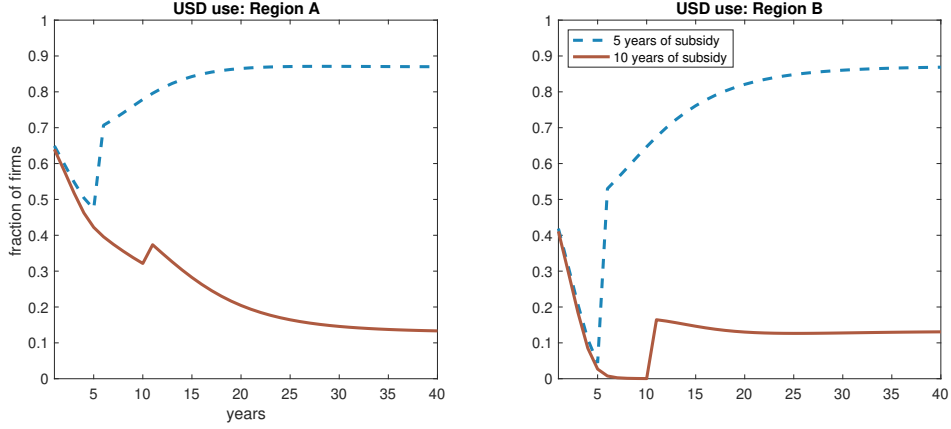 USD use: Region A
1
0.9
0.8
0.7
0.6
0.5
0.4
0.3
0.2
0.1
0
fraction of firms
5 10 15 20 25 30 35 40
years
USD use: Region B
5 years of subsidy
10 years of subsidy
1
0.9
0.8
0.7
0.6
0.5
0.4
0.3
0.2
0.1
0
5 10 15 20 25 30 35 40